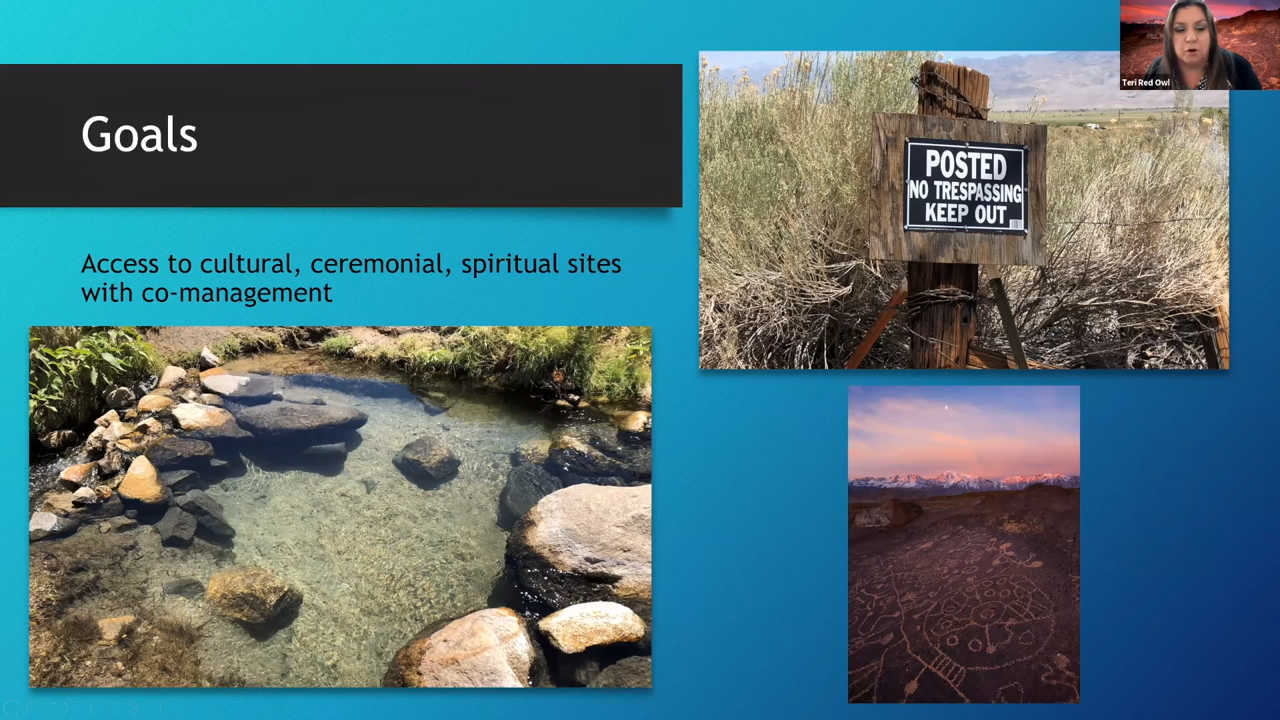 Goals
Access to cultural, ceremonial, spiritual sites
with co-management
POSTED
NO TRESPASSING
KEEP OUT
Teri Red Owl